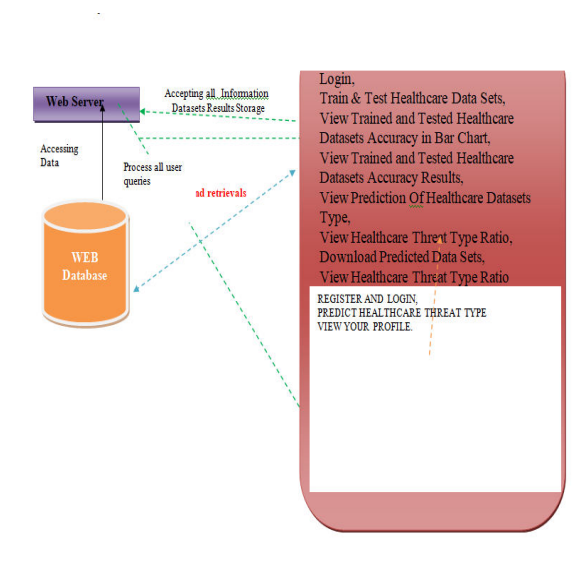 Web Server
Accepting all Information
Datasets Results Storage
Accessing
Data
Process all user
queries
nd retrievals
WEB
Database
Login,
Train & Test Healthcare Data Sets,
View Trained and Tested Healthcare
Datasets Accuracy in Bar Chart,
View Trained and Tested Healthcare
Datasets Accuracy Results,
View Prediction Of Healthcare Datasets
Type,
View Healthcare Threat Type Ratio,
Download Predicted Data Sets,
View Healthcare Threat Type Ratio
REGISTER AND LOGIN,
PREDICT HEALTHCARE THREAT TYPE
VIEW YOUR PROFILE.